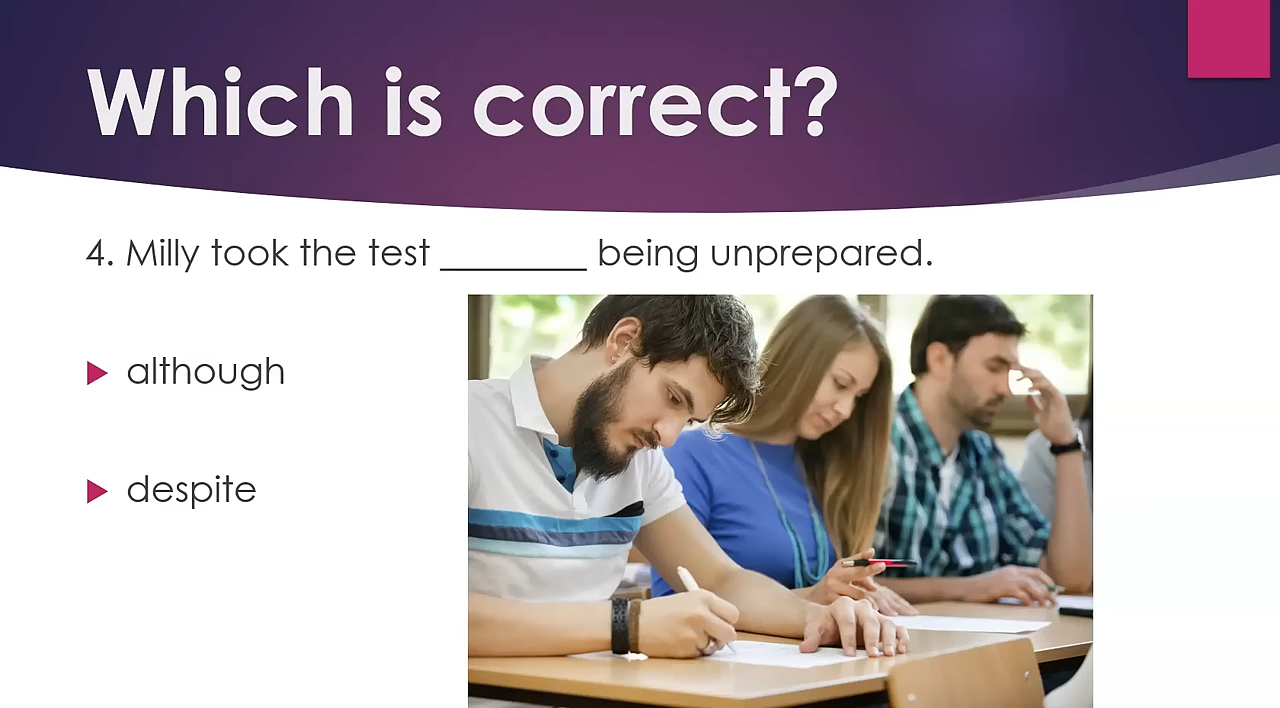 Which is correct?
4. Milly took the test ________ being unprepared.
although
despite